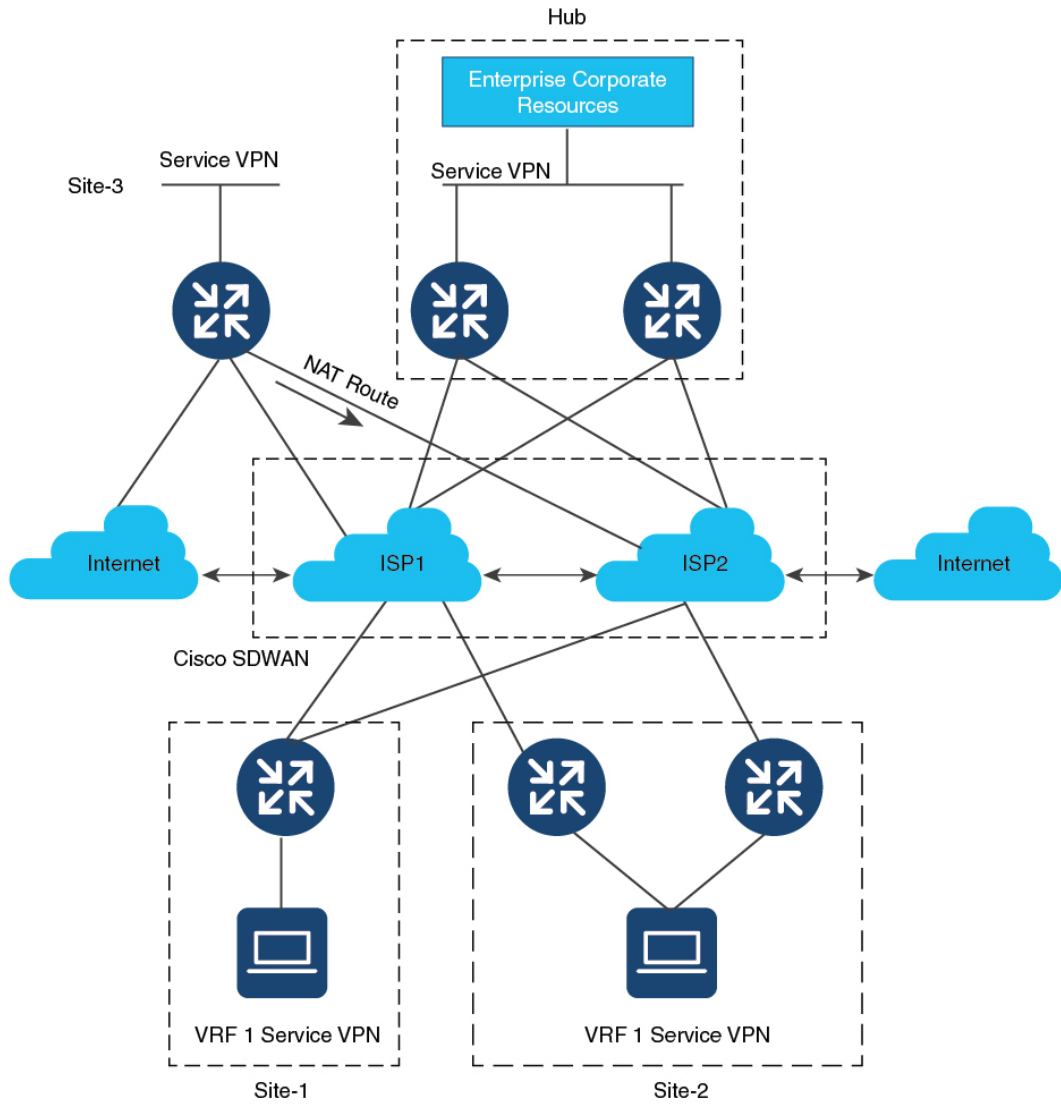 Hub
Enterprise Corporate
Resources
Service VPN
Site-3
Service VPN
NAT Route
Internet
ISP1
ISP2
Internet
Cisco SDWAN
VRF 1 Service VPN
VRF 1 Service VPN
Site-1
Site-2